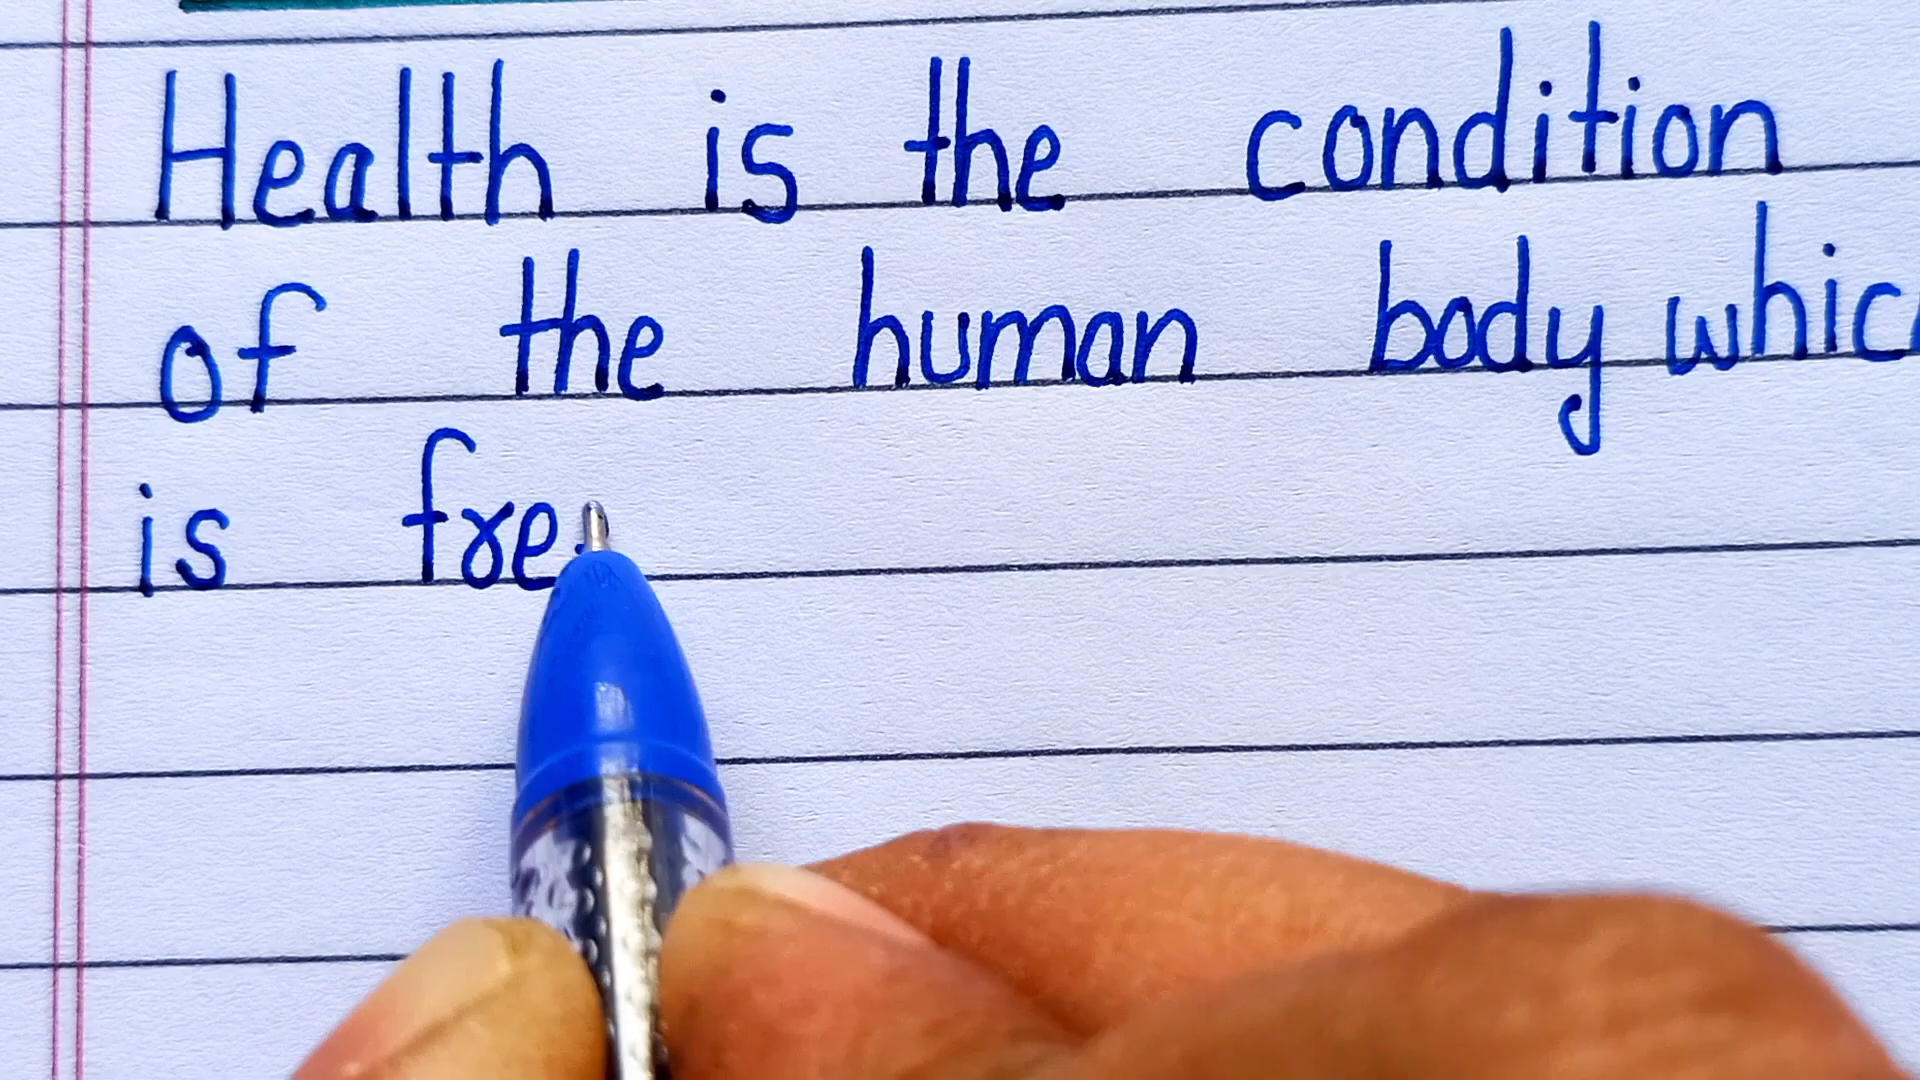 Health is the condition
of the human body whic
is fre